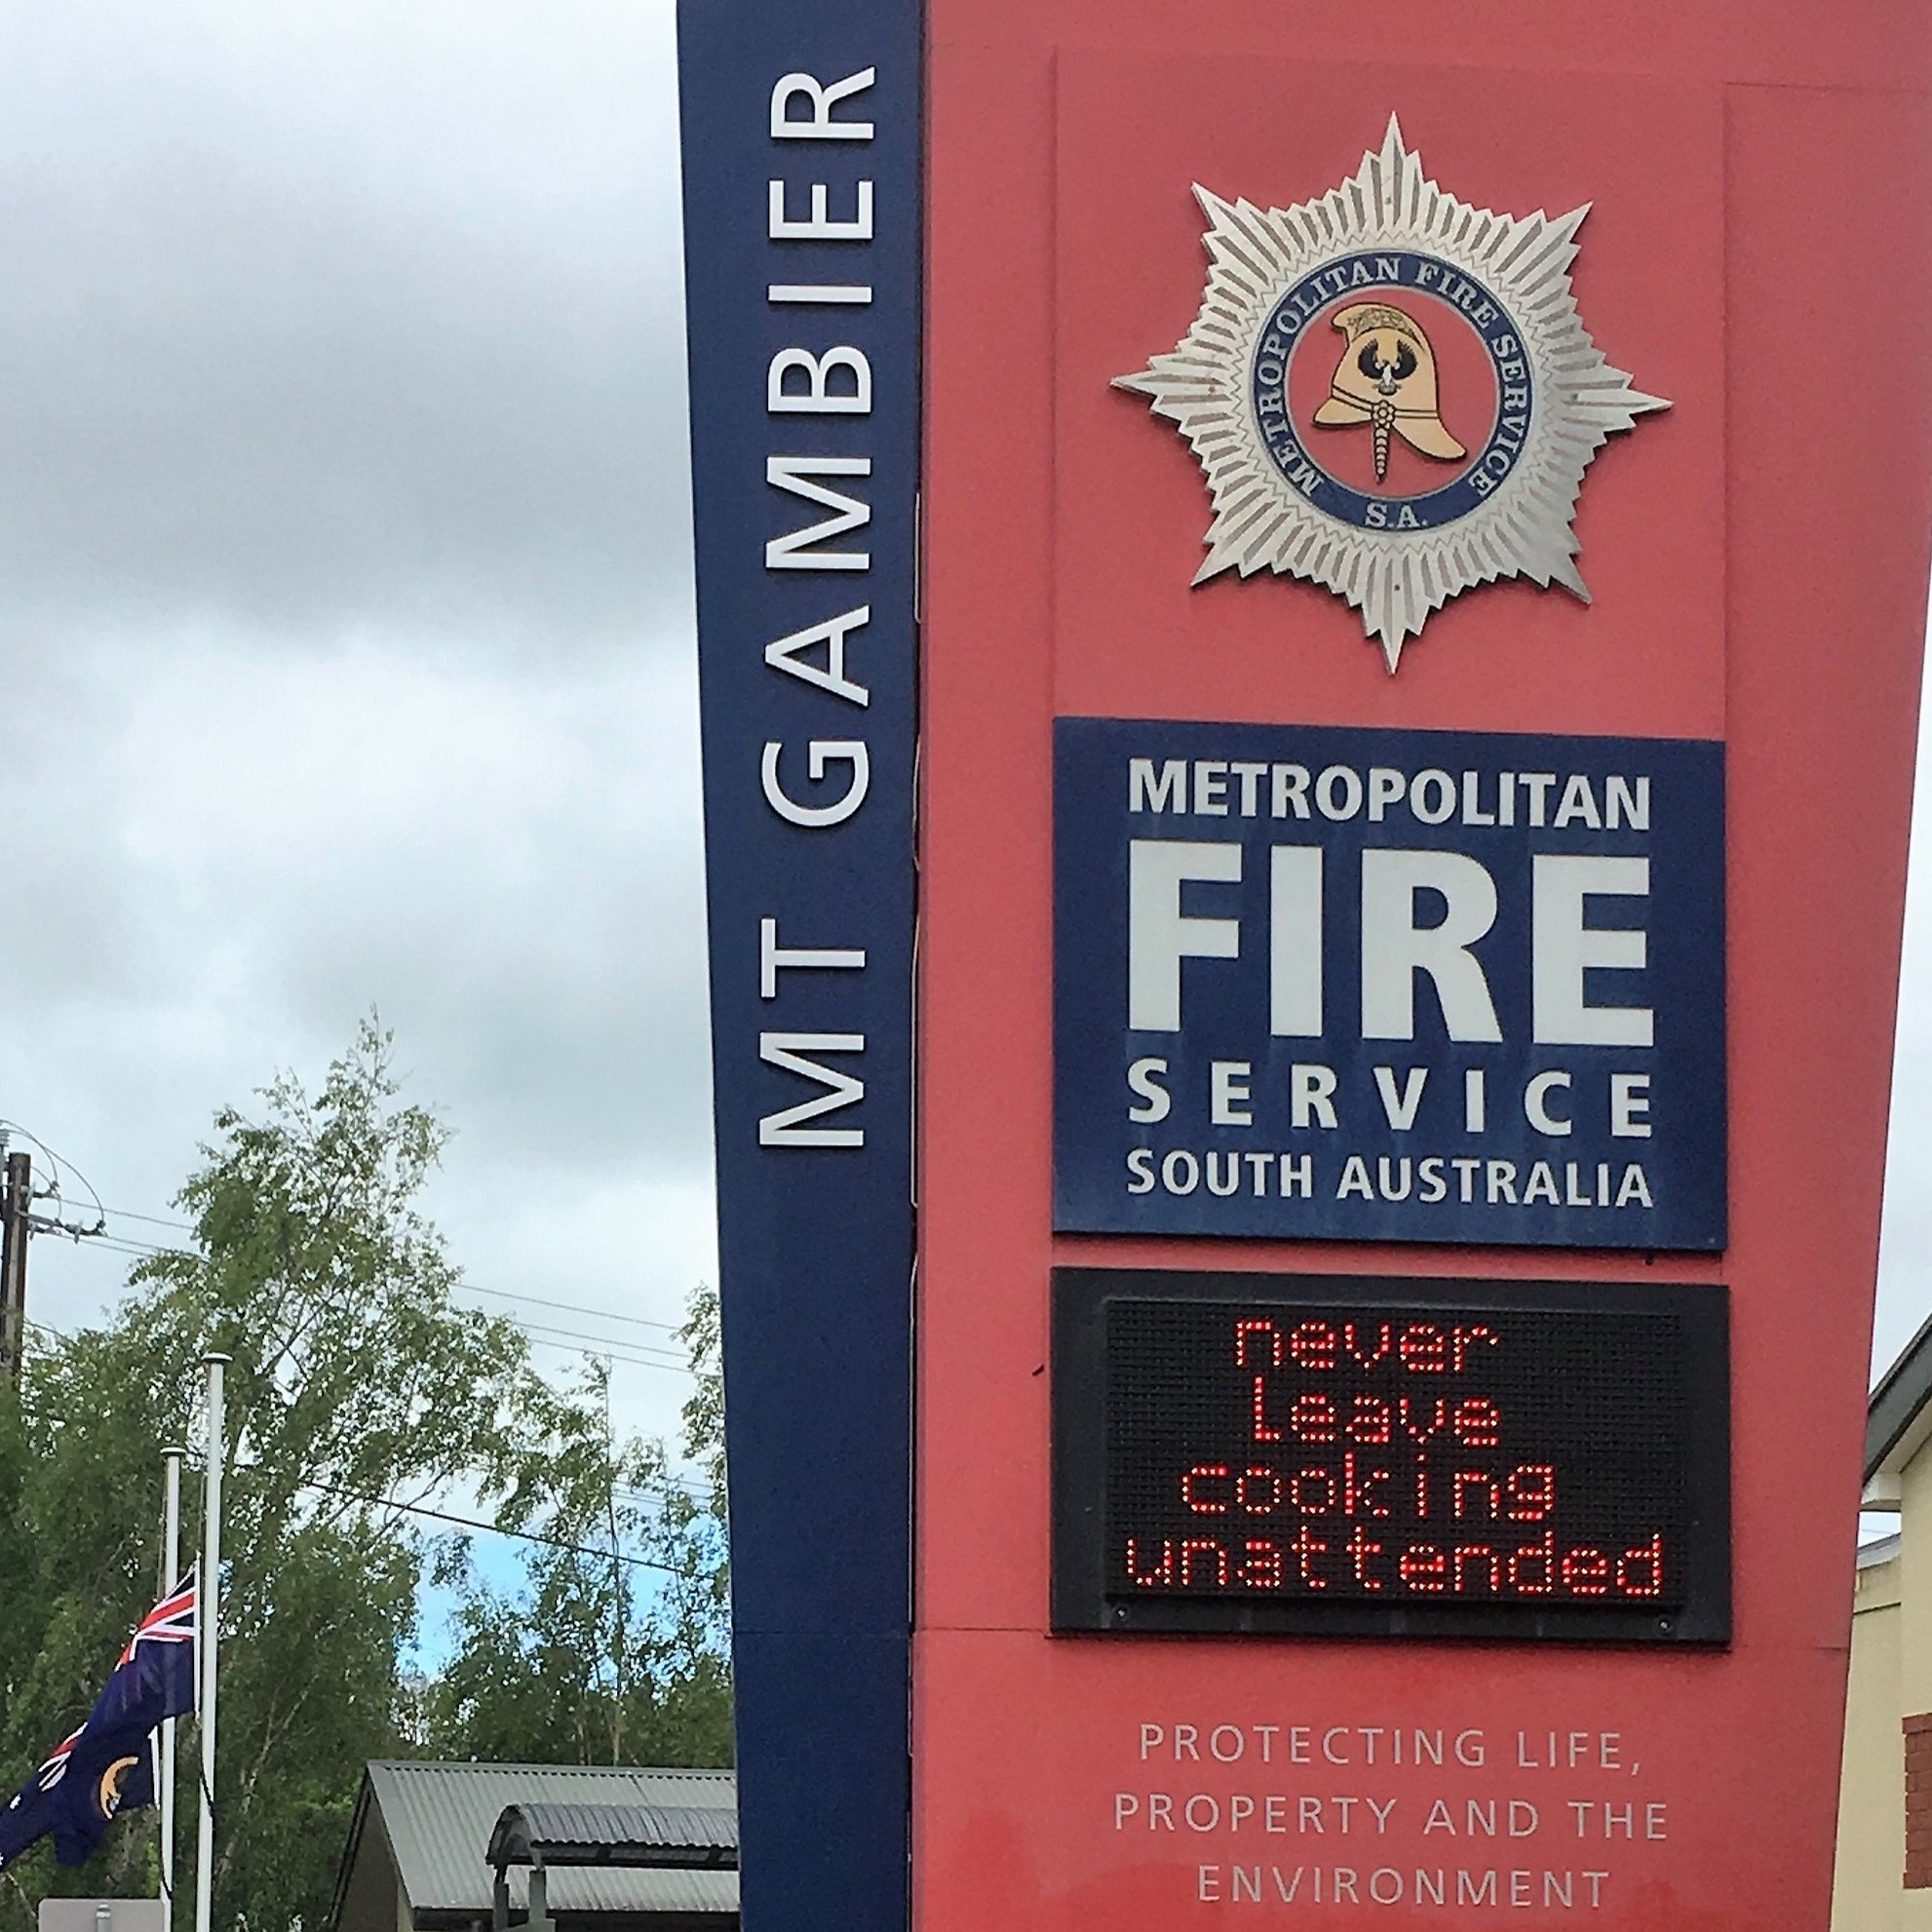 MT GAMBIER
METROPOLITAN FIRE SERVICE
S.A.
METROPOLITAN
FIRE
SERVICE
SOUTH AUSTRALIA
never
leave
cooking
unattended
PROTECTING LIFE,
PROPERTY AND THE
ENVIRONMENT